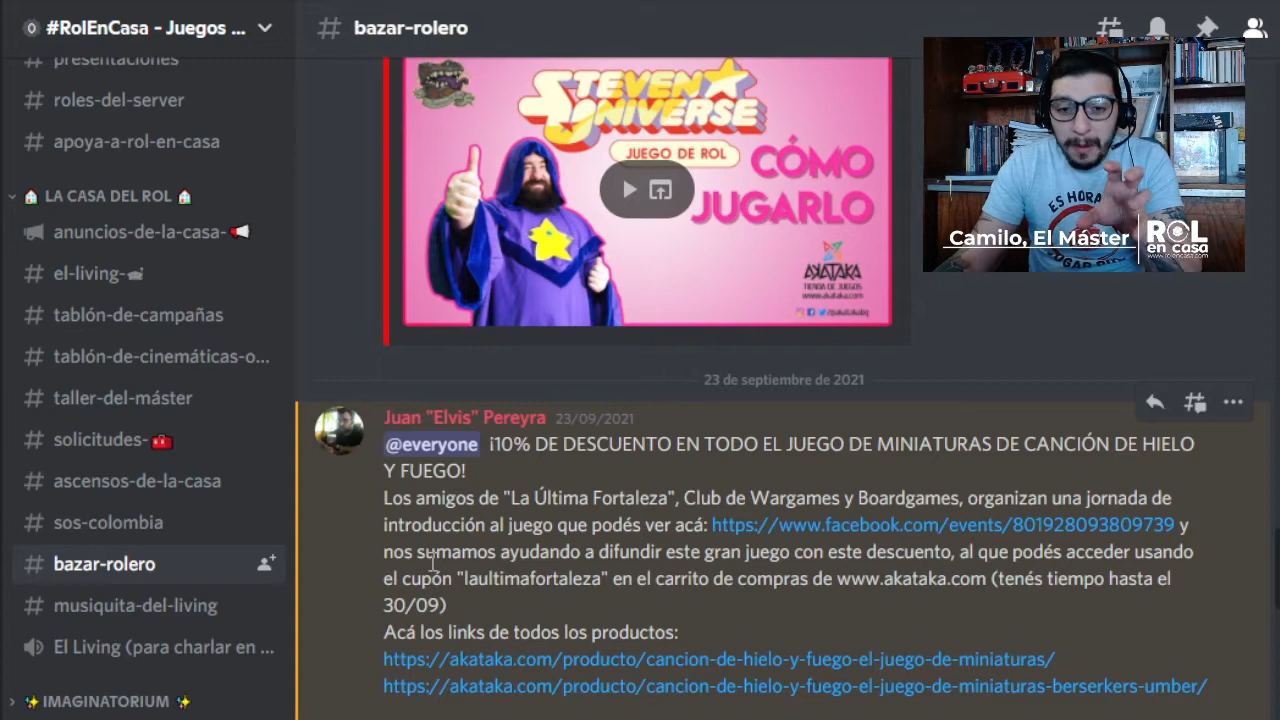 #RolEnCasa - Juegos ...
presentaciones
# roles-del-server
# apoya-a-rol-en-casa
LA CASA DEL ROL
anuncios-de-la-casa-
# el-living-
# tablón-de-campañas
# tablón-de-cinemáticas-o...
# taller-del-máster
# solicitudes-
# ascensos-de-la-casa
# sos-colombia
# bazar-rolero
# musiquita-del-living
El Living (para charlar en ...
IMAGINATORIUM
# bazar-rolero
STEVEN UNIVERSE
JUEGO DE ROL
CÓMO
JUGARLO
AKATAKA
TIENDA DE JUEGOS
www.akataka.com
ES HORA
Camilo, El Máster
ROL
en casa
www.rolencasa.com
23 de septiembre de 2021
Juan "Elvis" Pereyra 23/09/2021
@everyone ¡10% DE DESCUENTO EN TODO EL JUEGO DE MINIATURAS DE CANCIÓN DE HIELO
Y FUEGO!
Los amigos de "La Última Fortaleza", Club de Wargames y Boardgames, organizan una jornada de
introducción al juego que podés ver acá: https://www.facebook.com/events/801928093809739 y
nos sumamos ayudando a difundir este gran juego con este descuento, al que podés acceder usando
el cupón "laultimafortaleza" en el carrito de compras de www.akataka.com (tenés tiempo hasta el
30/09)
Acá los links de todos los productos:
https://akataka.com/producto/cancion-de-hielo-y-fuego-el-juego-de-miniaturas/
https://akataka.com/producto/cancion-de-hielo-y-fuego-el-juego-de-miniaturas-berserkers-umber/